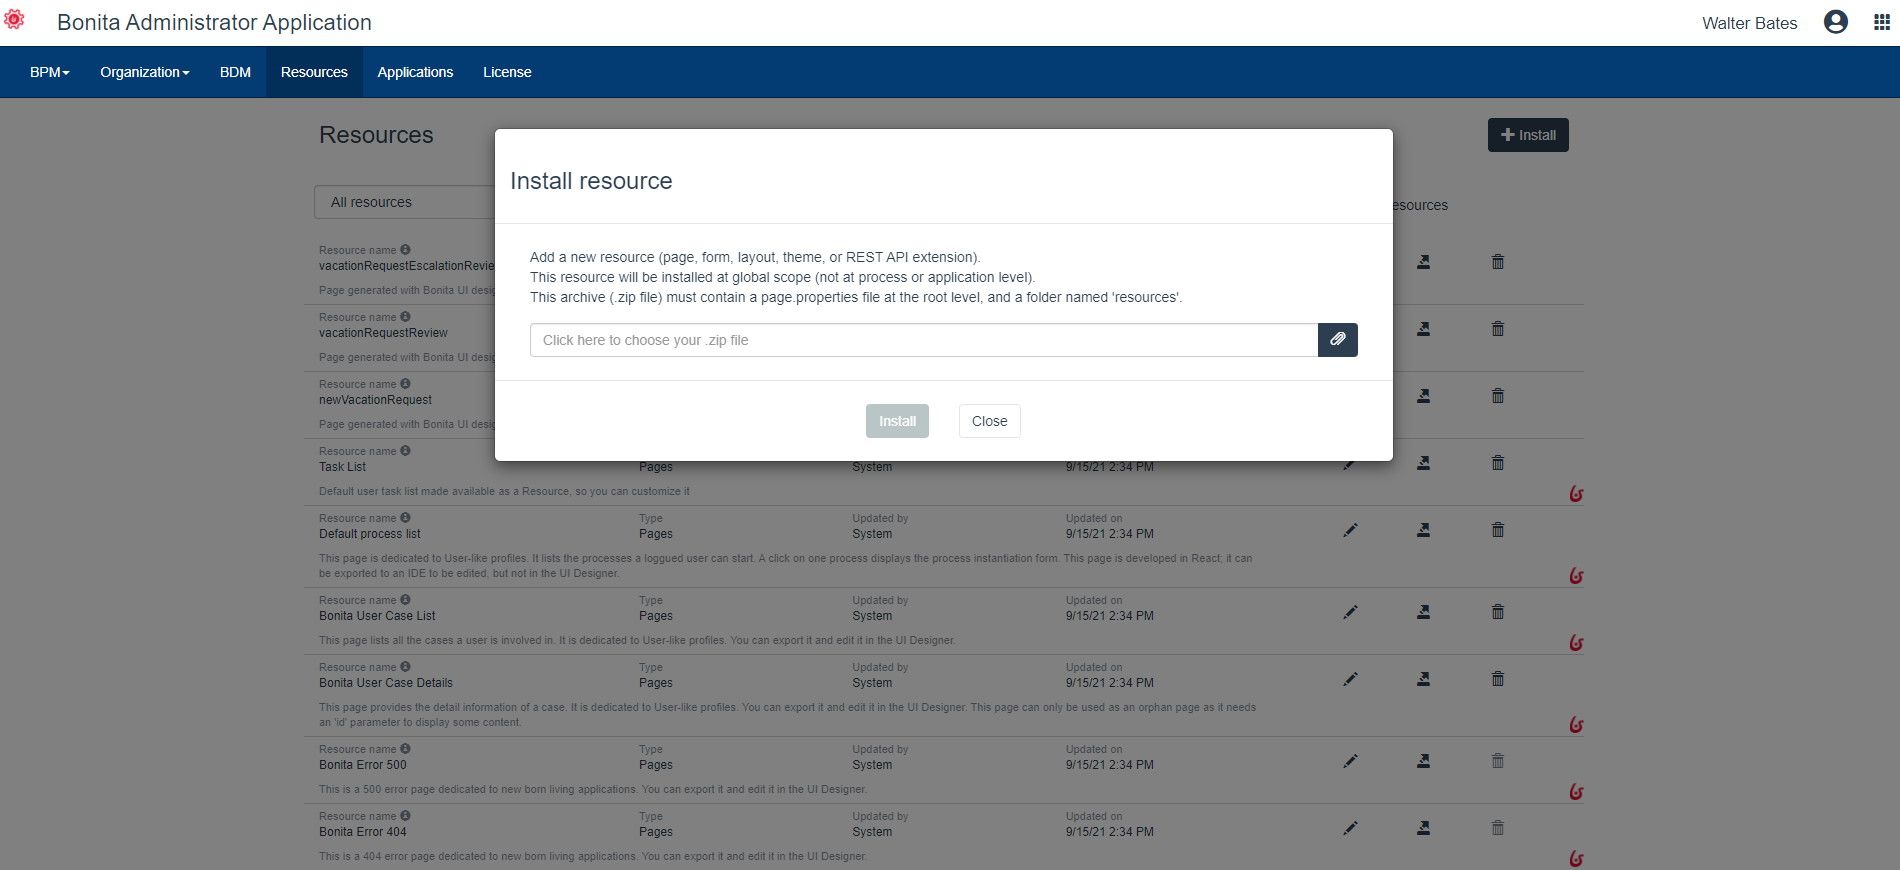 Bonita Administrator Application
Walter Bates
BPM Organization BDM Resources Applications License
Resources
Install
Install resource
All resources
esources
Add a new resource (page, form, layout, theme, or REST API extension).
This resource will be installed at global scope (not at process or application level).
This archive (.zip file) must contain a page.properties file at the root level, and a folder named 'resources'.
Click here to choose your .zip file
Install Close
Resource name
vacationRequestEscalationRevie
Page generated with Bonita UI desig
Resource name
vacationRequestReview
Page generated with Bonita UI desig
Resource name
newVacationRequest
Page generated with Bonita UI desig
Resource name
Task List Pages System 9/15/21 2:34 PM
Default user task list made available as a Resource, so you can customize it
Resource name Type Updated by Updated on
Default process list Pages System 9/15/21 2:34 PM
This page is dedicated to User-like profiles. It lists the processes a loggued user can start. A click on one process displays the process instantiation form. This page is developed in React; it can
be exported to an IDE to be edited, but not in the UI Designer.
Resource name Type Updated by Updated on
Bonita User Case List Pages System 9/15/21 2:34 PM
This page lists all the cases a user is involved in. It is dedicated to User-like profiles. You can export it and edit it in the UI Designer.
Resource name Type Updated by Updated on
Bonita User Case Details Pages System 9/15/21 2:34 PM
This page provides the detail information of a case. It is dedicated to User-like profiles. You can export it and edit it in the UI Designer. This page can only be used as an orphan page as it needs
an 'id' parameter to display some content.
Resource name Type Updated by Updated on
Bonita Error 500 Pages System 9/15/21 2:34 PM
This is a 500 error page dedicated to new born living applications. You can export it and edit it in the UI Designer.
Resource name Type Updated by Updated on
Bonita Error 404 Pages System 9/15/21 2:34 PM
This is a 404 error page dedicated to new born living applications. You can export it and edit it in the UI Designer.